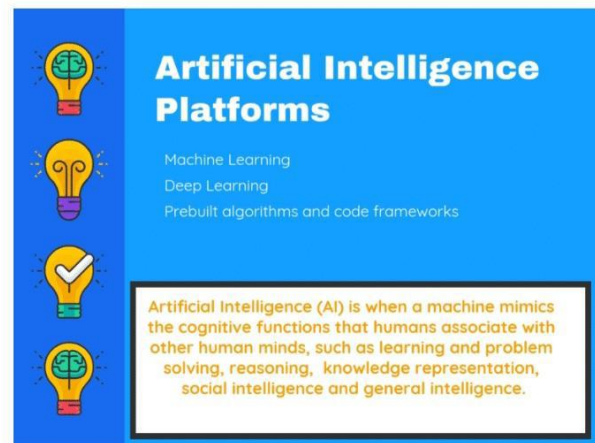 Artificial Intelligence
Platforms
Machine Learning
Deep Learning
Prebuilt algorithms and code frameworks
Artificial Intelligence (AI) is when a machine mimics
the cognitive functions that humans associate with
other human minds, such as learning and problem
solving, reasoning, knowledge representation,
social intelligence and general intelligence.